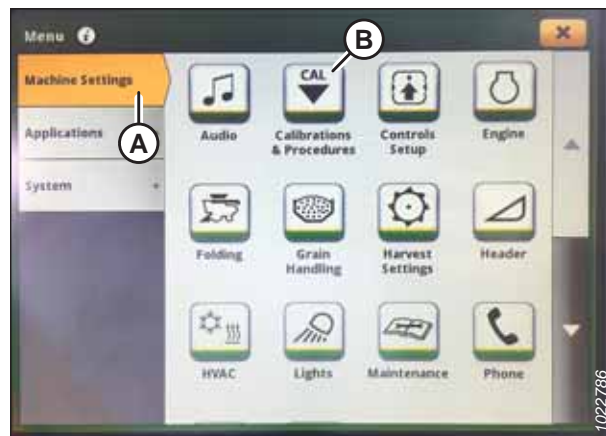 Menu i
B
Machine Settings
A
Applications
System
Audio
CAL
Calibrations
& Procedures
Controls
Setup
Engine
Folding
Grain
Handling
Harvest
Settings
Header
HVAC
Lights
Maintenance
Phone
1022786